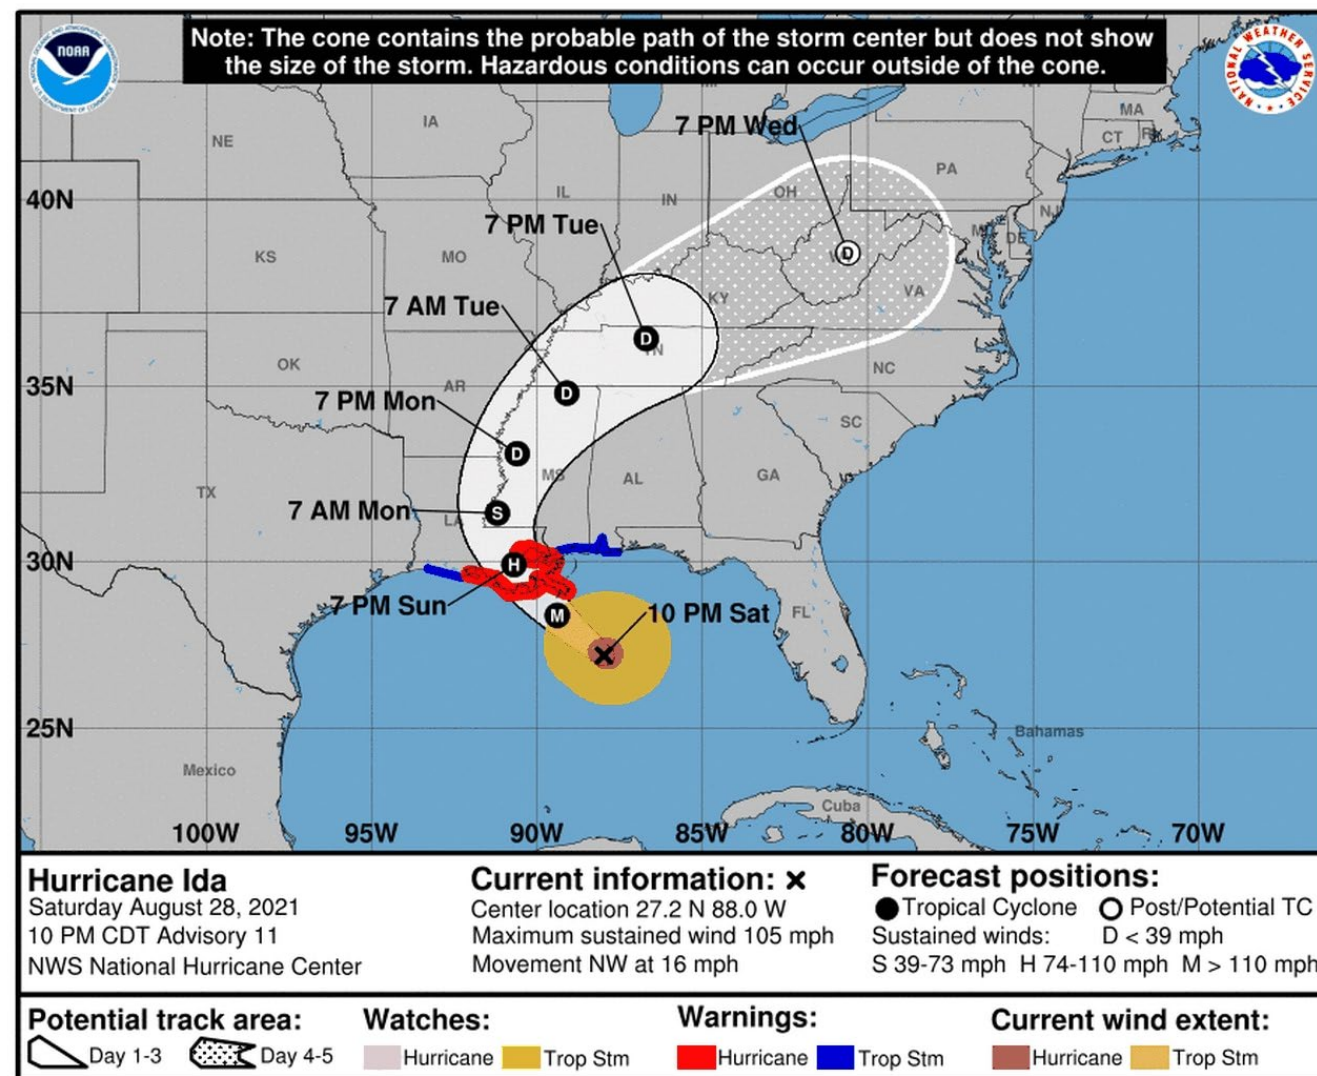 Note: The cone contains the probable path of the storm center but does not show
the size of the storm. Hazardous conditions can occur outside of the cone.
NOAA
NATIONAL WEATHER SERVICE
7 PM Wed
MA
CT
IA
NE
PA
40N
IL
IN
OH
NJ
7 PM Tue
DE
KS
MO
D
VA
KY
7 AM Tue
D
TN
OK
NC
35N
AR
D
7 PM Mon
SC
D
MS
AL
GA
TX
7 AM Mon
S
LA
30N
H
7 PM Sun
M
10 PM Sat
FL
25N
Bahamas
Mexico
Cuba
100W 95W 90W 85W 80W 75W 70W
Hurricane Ida
Saturday August 28, 2021
10 PM CDT Advisory 11
NWS National Hurricane Center
Current information: ×
Center location 27.2 N 88.0 W
Maximum sustained wind 105 mph
Movement NW at 16 mph
Forecast positions:
Tropical Cyclone Post/Potential TC
Sustained winds: D < 39 mph
S 39-73 mph H 74-110 mph M > 110 mph
Potential track area:
Day 1-3 Day 4-5
Watches:
Hurricane Trop Stm
Warnings:
Hurricane Trop Stm
Current wind extent:
Hurricane Trop Stm